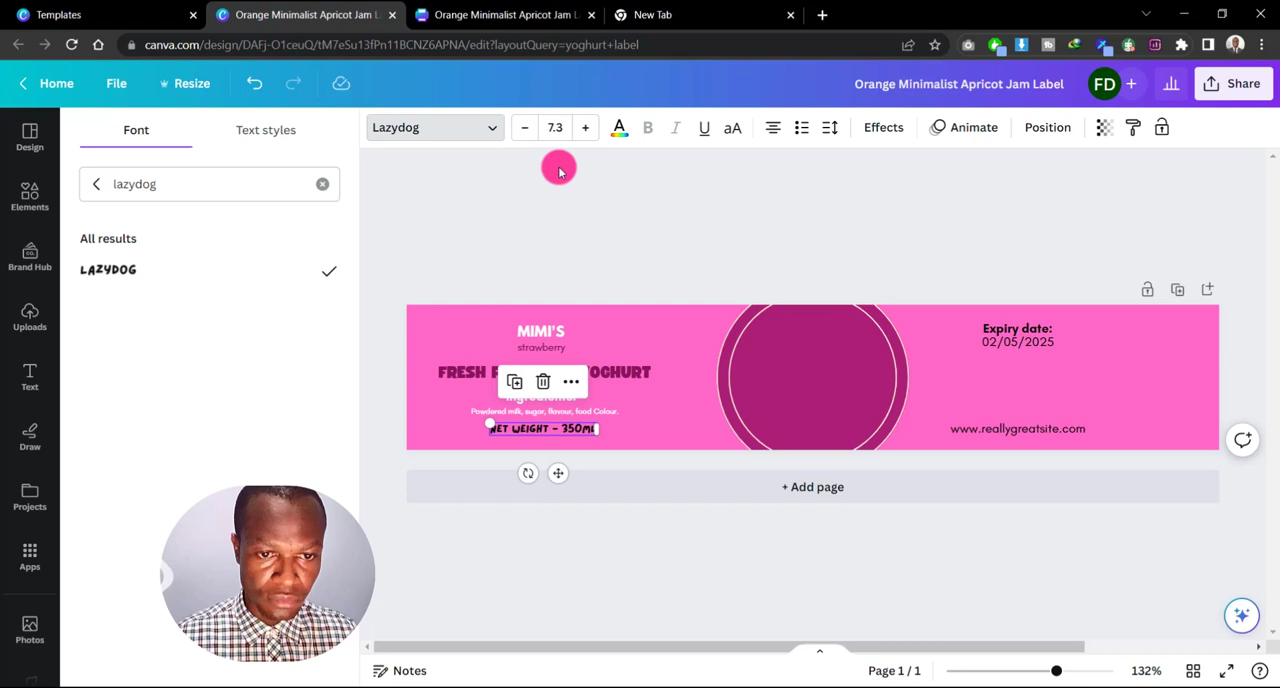 Templates
Orange Minimalist Apricot Jam L
Orange Minimalist Apricot Jam L
New Tab
canva.com/design/DAFj-O1ceuQ/tM7eSu13fPn11BCNZ6APNA/edit?layoutQuery=yoghurt+label
Home
File
Resize
Orange Minimalist Apricot Jam Label
FD
Share
Font
Text styles
Lazydog
7.3
A
B
I
U
aA
Effects
Animate
Position
Design
Elements
Brand Hub
Uploads
Text
Draw
Projects
Apps
Photos
lazydog
All results
LAZYDOG
MIMI'S
strawberry
FRESH YOGHURT
Powdered milk, sugar, flavour, food Colour.
NET WEIGHT - 350ML
Expiry date:
02/05/2025
www.reallygreatsite.com
+ Add page
Notes
Page 1 / 1
132%